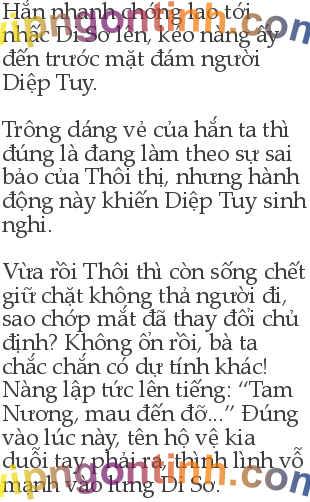 Hắn nhanh chóng lao tới
nhấc Di Sơ lên, kéo nàng ấy
đến trước mặt đám người
Diệp Tuy.
Trông dáng vẻ của hắn ta thì
đúng là đang làm theo sự sai
bảo của Thôi thị, nhưng hành
động này khiến Diệp Tuy sinh
nghi.
Vừa rồi Thôi thì còn sống chết
giữ chặt không thả người đi,
sao chớp mắt đã thay đổi chủ
định? Không ổn rồi, bà ta
chắc chắn có dự tính khác!
Nàng lập tức lên tiếng: “Tam
Nương, mau đến đỡ...” Đúng
vào lúc này, tên hộ vệ kia
duỗi tay phải ra, thình lình vỗ
mạnh vào lưng Di Sơ.
vipngontinh.com
vipngontinh.com